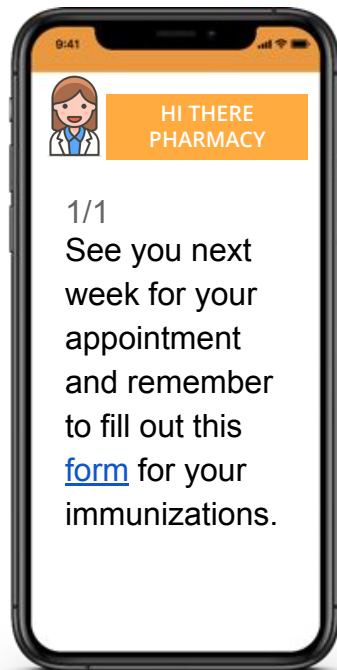 9:41
HI THERE
PHARMACY
1/1
See you next
week for your
appointment
and remember
to fill out this
form for your
immunizations.